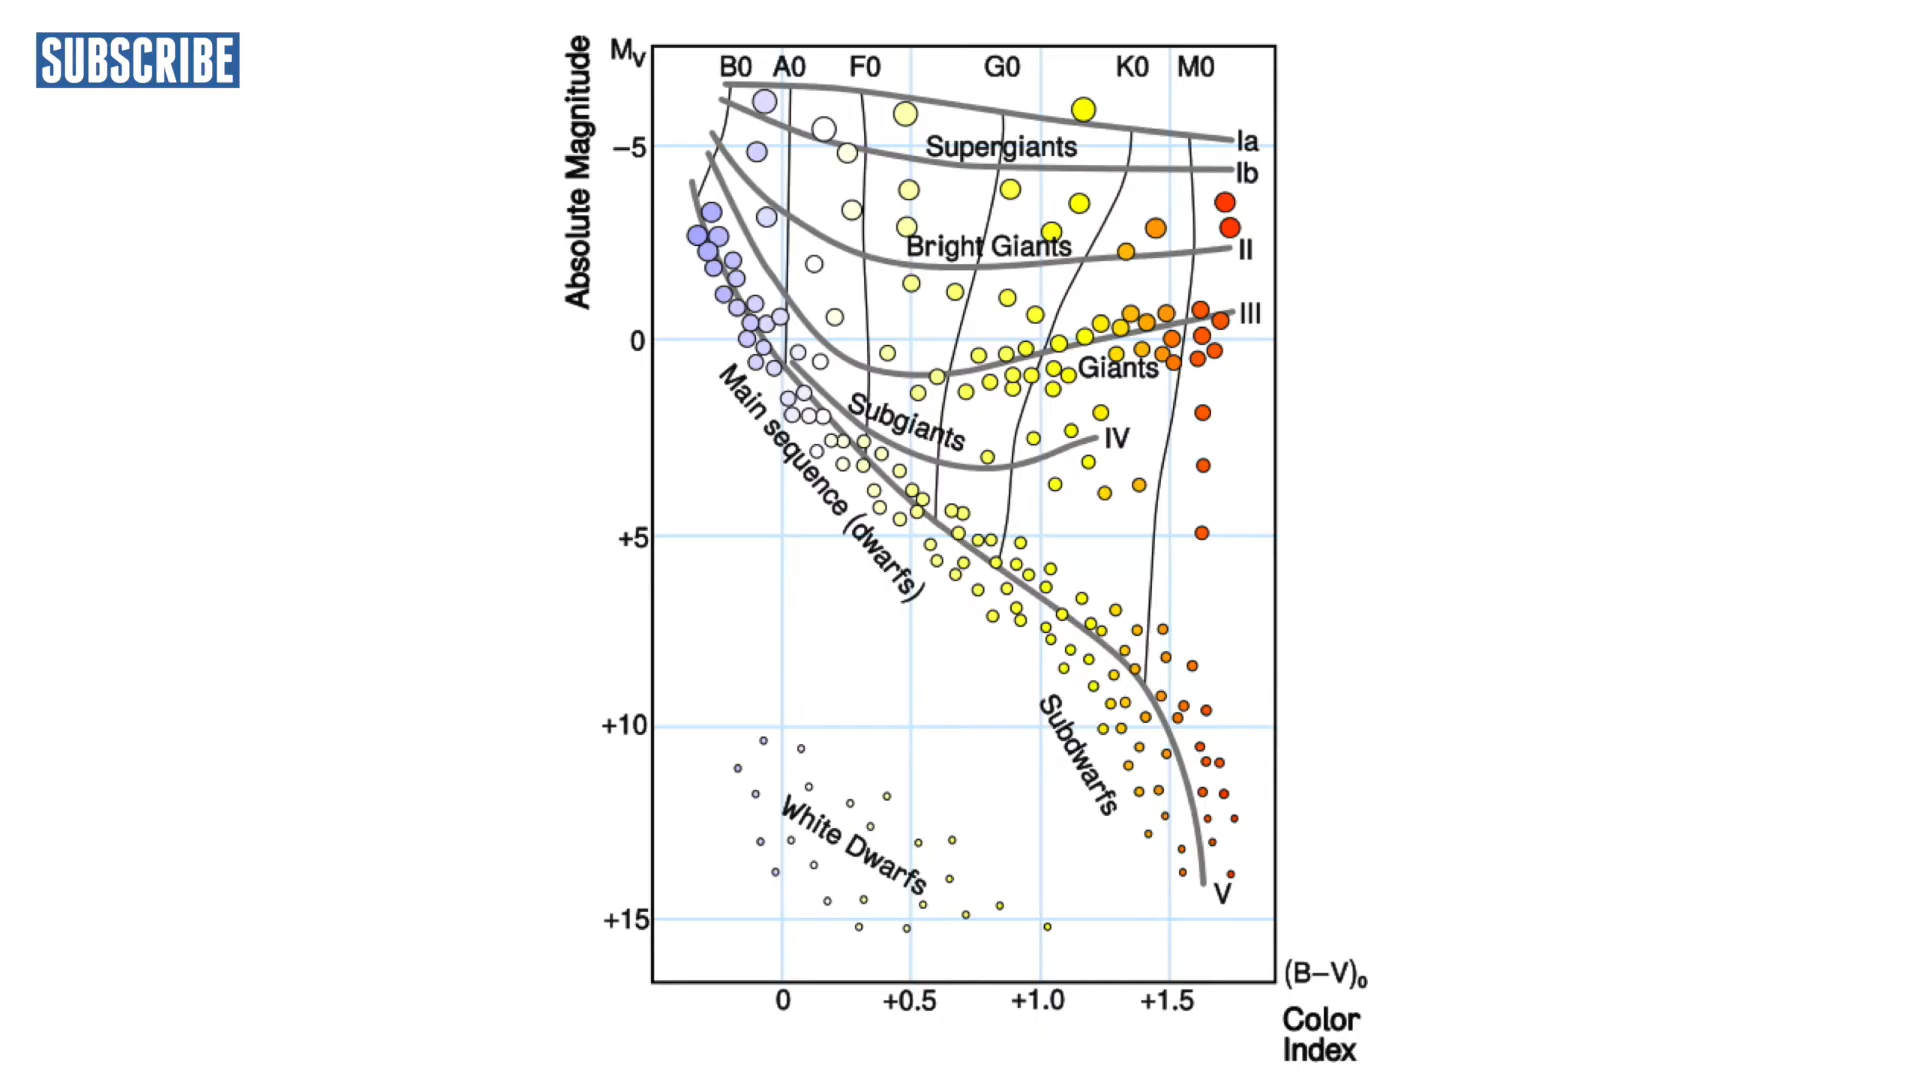 SUBSCRIBE
Mv
B0 A0 F0 G0 K0 M0
Absolute Magnitude
Ia
Supergiants
−5
Ib
Bright Giants
II
III
0
Giants
Main sequence (dwarfs)
Subgiants
IV
+5
Subdwarfs
+10
White Dwarfs
V
+15
(B−V)₀
0 +0.5 +1.0 +1.5
Color
Index